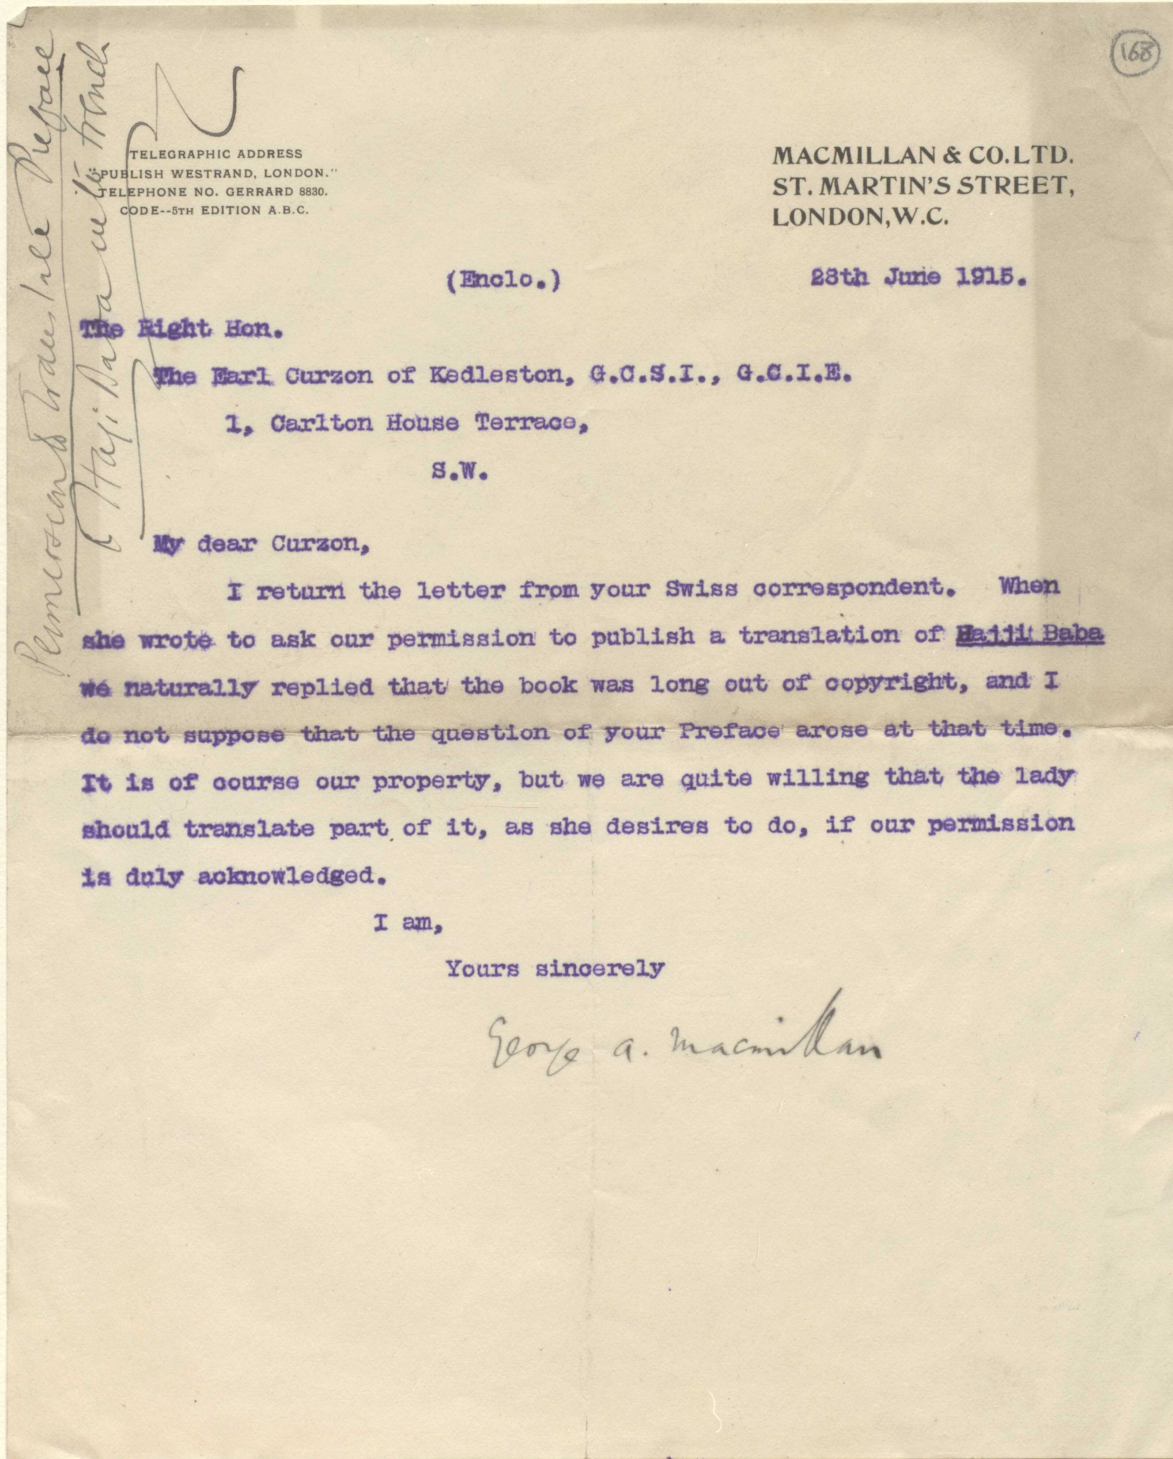 168
Permission to translate Preface
to Haji Baba into French
TELEGRAPHIC ADDRESS
"PUBLISH WESTRAND, LONDON."
TELEPHONE NO. GERRARD 8830.
CODE--5TH EDITION A.B.C.
MACMILLAN & CO. LTD.
ST. MARTIN'S STREET,
LONDON, W.C.
(Enclo.)
28th June 1915.
The Right Hon.
The Earl Curzon of Kedleston, G.C.S.I., G.C.I.E.
1, Carlton House Terrace,
S.W.
My dear Curzon,
I return the letter from your Swiss correspondent. When
she wrote to ask our permission to publish a translation of Hajji Baba
we naturally replied that the book was long out of copyright, and I
do not suppose that the question of your Preface arose at that time.
It is of course our property, but we are quite willing that the lady
should translate part of it, as she desires to do, if our permission
is duly acknowledged.
I am,
Yours sincerely
George A. Macmillan